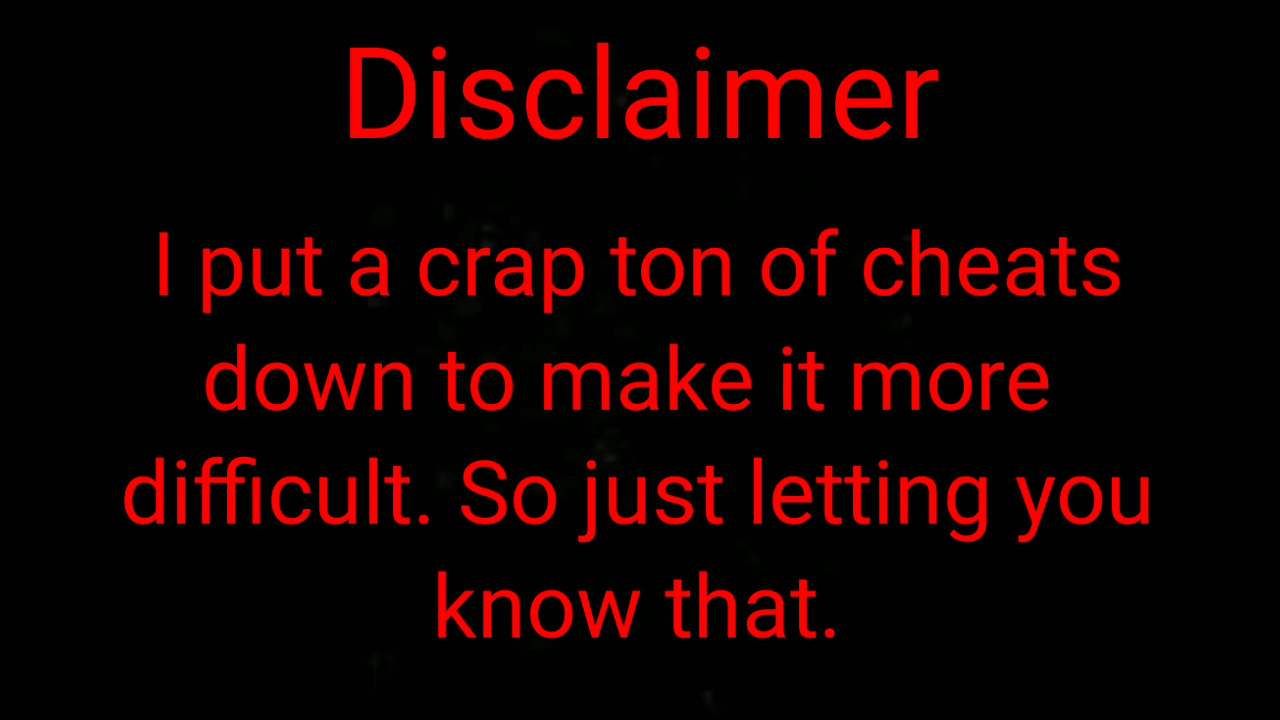 Disclaimer
I put a crap ton of cheats
down to make it more
difficult. So just letting you
know that.